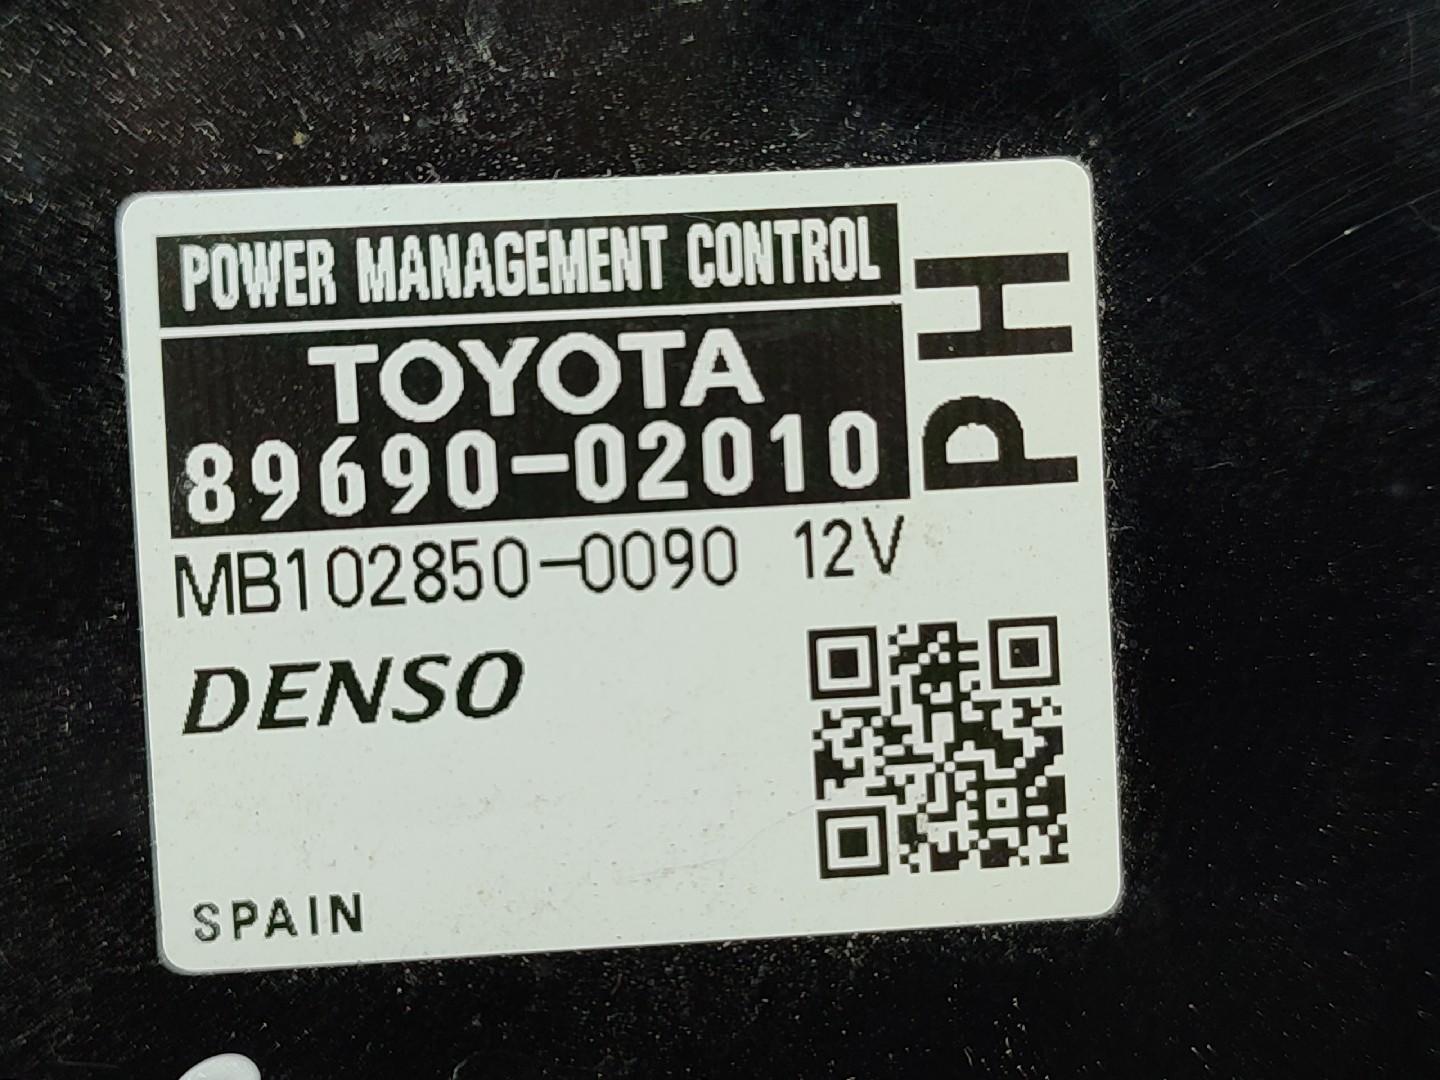 POWER MANAGEMENT CONTROL
TOYOTA
89690-02010
PH
MB102850-0090 12V
DENSO
SPAIN